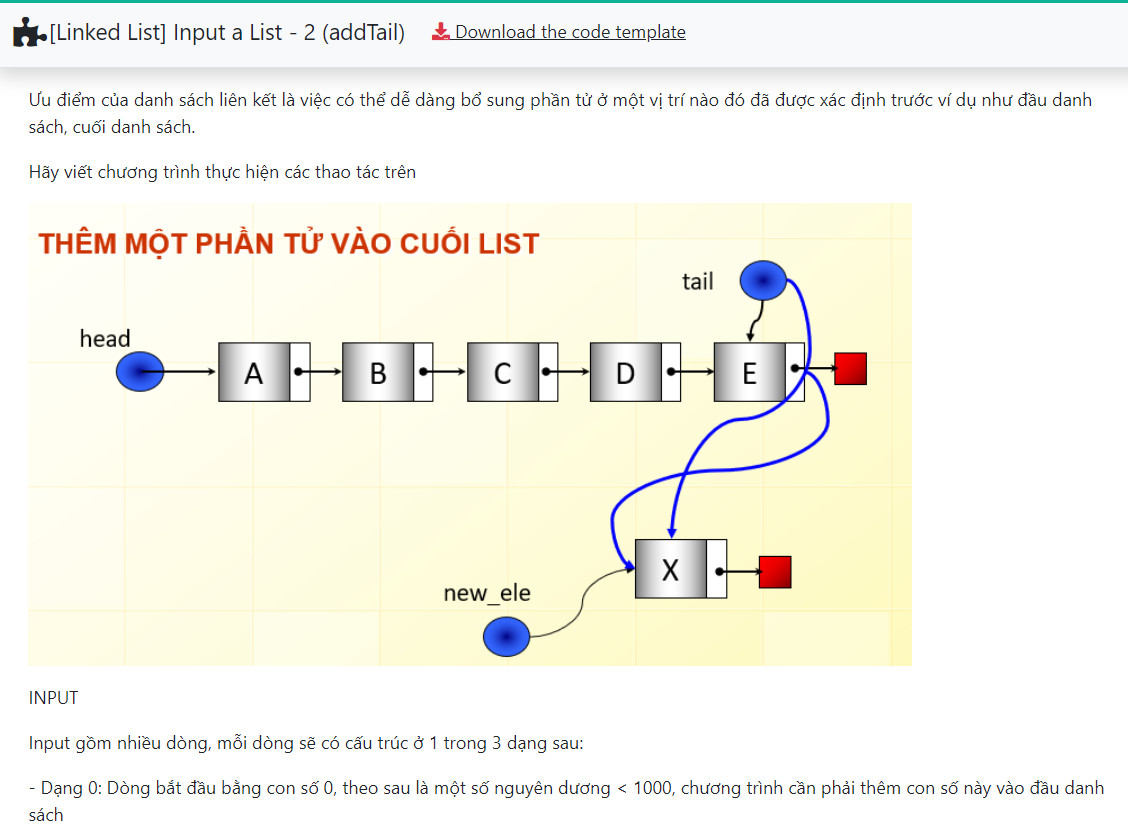 [Linked List] Input a List - 2 (addTail) Download the code template
Ưu điểm của danh sách liên kết là việc có thể dễ dàng bổ sung phần tử ở một vị trí nào đó đã được xác định trước ví dụ như đầu danh
sách, cuối danh sách.
Hãy viết chương trình thực hiện các thao tác trên
THÊM MỘT PHẦN TỬ VÀO CUỐI LIST
tail
head
A B C D E
X
new_ele
INPUT
Input gồm nhiều dòng, mỗi dòng sẽ có cấu trúc ở 1 trong 3 dạng sau:
- Dạng 0: Dòng bắt đầu bằng con số 0, theo sau là một số nguyên dương < 1000, chương trình cần phải thêm con số này vào đầu danh
sách